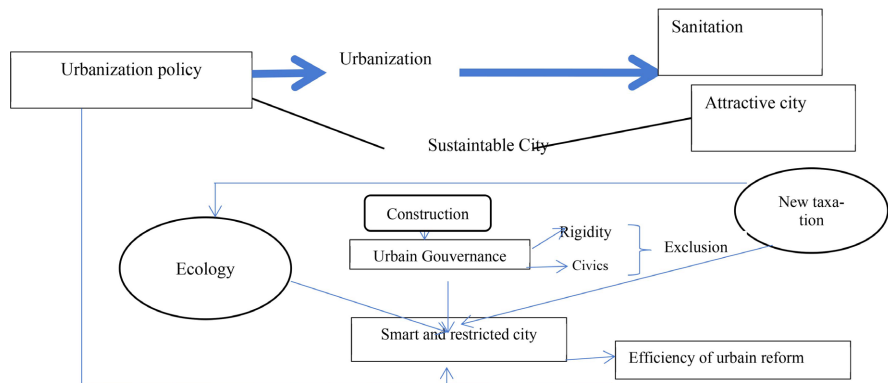 Sanitation
Urbanization policy
Urbanization
Attractive city
Sustaintable City
New taxa-
tion
Construction
Rigidity
Ecology
Urbain Gouvernance
Exclusion
Civics
Smart and restricted city
Efficiency of urbain reform